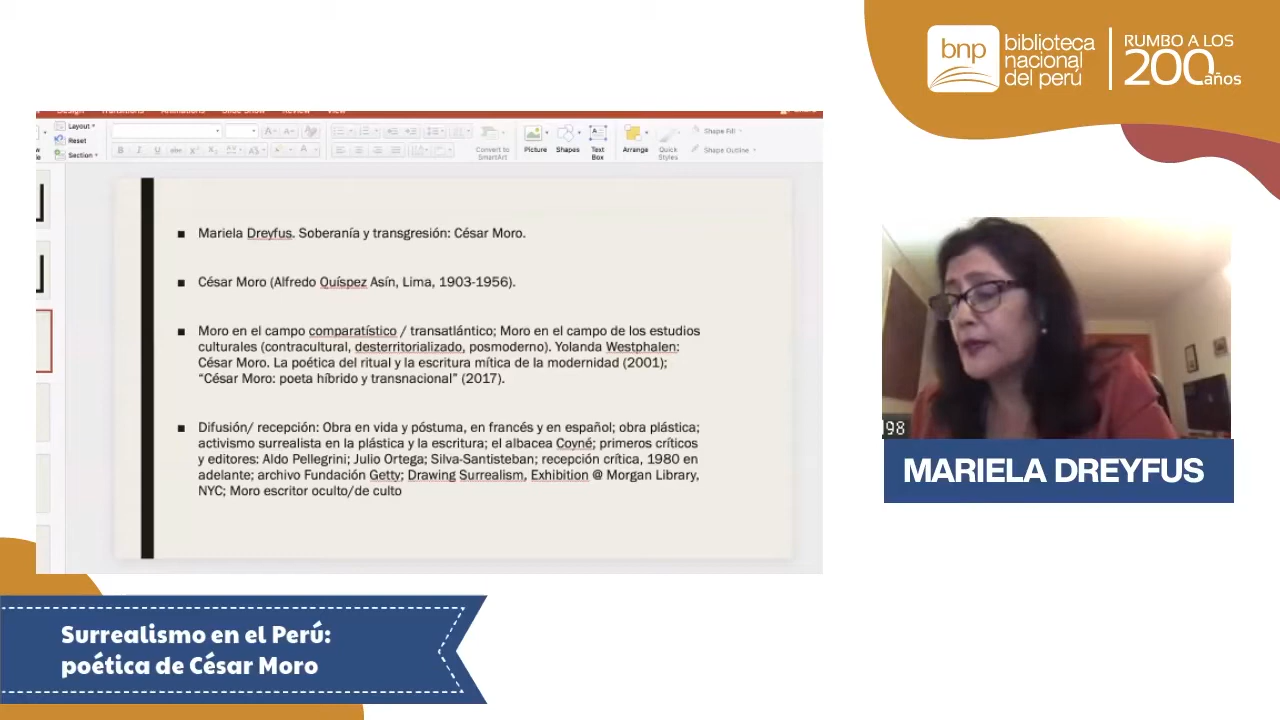 bnp
biblioteca
nacional
del perú
RUMBO A LOS
200
años
Layout
Reset
Section
Convert to
SmartArt
Picture
Shapes
Text
Box
Arrange
Quick
Styles
Shape Fill
Shape Outline
Mariela Dreyfus. Soberanía y transgresión: César Moro.
César Moro (Alfredo Quíspez Asín, Lima, 1903-1956).
Moro en el campo comparatístico / transatlántico; Moro en el campo de los estudios
culturales (contracultural, desterritorializado, posmoderno). Yolanda Westphalen:
César Moro. La poética del ritual y la escritura mítica de la modernidad (2001);
“César Moro: poeta híbrido y transnacional” (2017).
Difusión/ recepción: Obra en vida y póstuma, en francés y en español; obra plástica;
activismo surrealista en la plástica y la escritura; el albacea Coyné; primeros críticos
y editores: Aldo Pellegrini; Julio Ortega; Silva-Santisteban; recepción crítica, 1980 en
adelante; archivo Fundación Getty; Drawing Surrealism, Exhibition @ Morgan Library,
NYC; Moro escritor oculto/de culto
98
MARIELA DREYFUS
Surrealismo en el Perú:
poética de César Moro